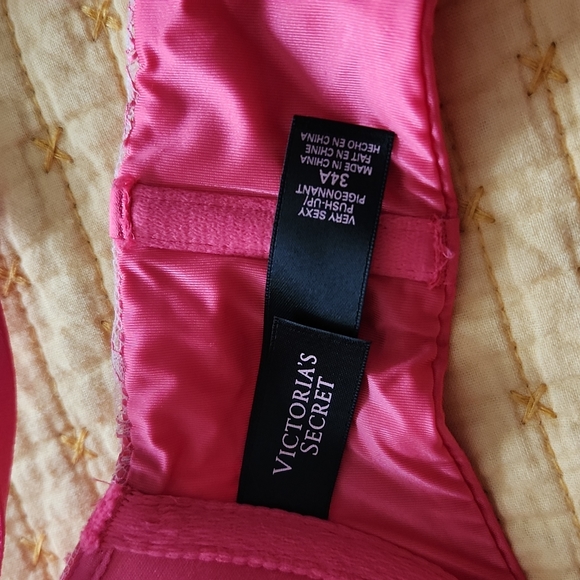 VERY SEXY
PUSH-UP/
PIGEONNANT
34A
MADE IN CHINA
FAIT EN CHINE
HECHO EN CHINA
VICTORIA'S
SECRET